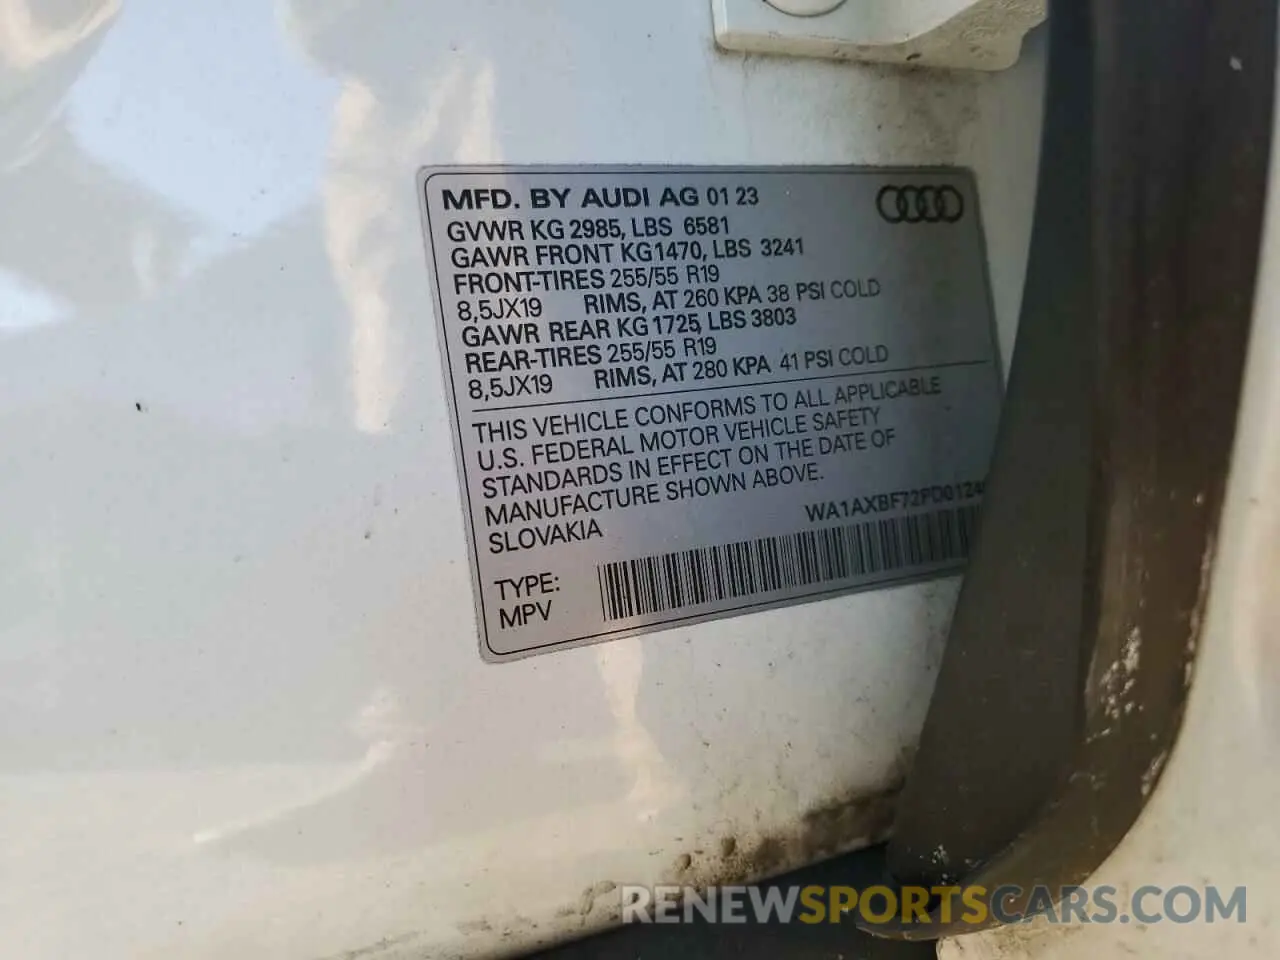 MFD. BY AUDI AG 01 23
GVWR KG 2985, LBS 6581
GAWR FRONT KG1470, LBS 3241
FRONT-TIRES 255/55 R19
8,5JX19 RIMS, AT 260 KPA 38 PSI COLD
GAWR REAR KG1725, LBS 3803
REAR-TIRES 255/55 R19
8,5JX19 RIMS, AT 280 KPA 41 PSI COLD
THIS VEHICLE CONFORMS TO ALL APPLICABLE
U.S. FEDERAL MOTOR VEHICLE SAFETY
STANDARDS IN EFFECT ON THE DATE OF
MANUFACTURE SHOWN ABOVE.
SLOVAKIA
WA1AXBF72PD0124
TYPE:
MPV
RENEWSPORTSCARS.COM